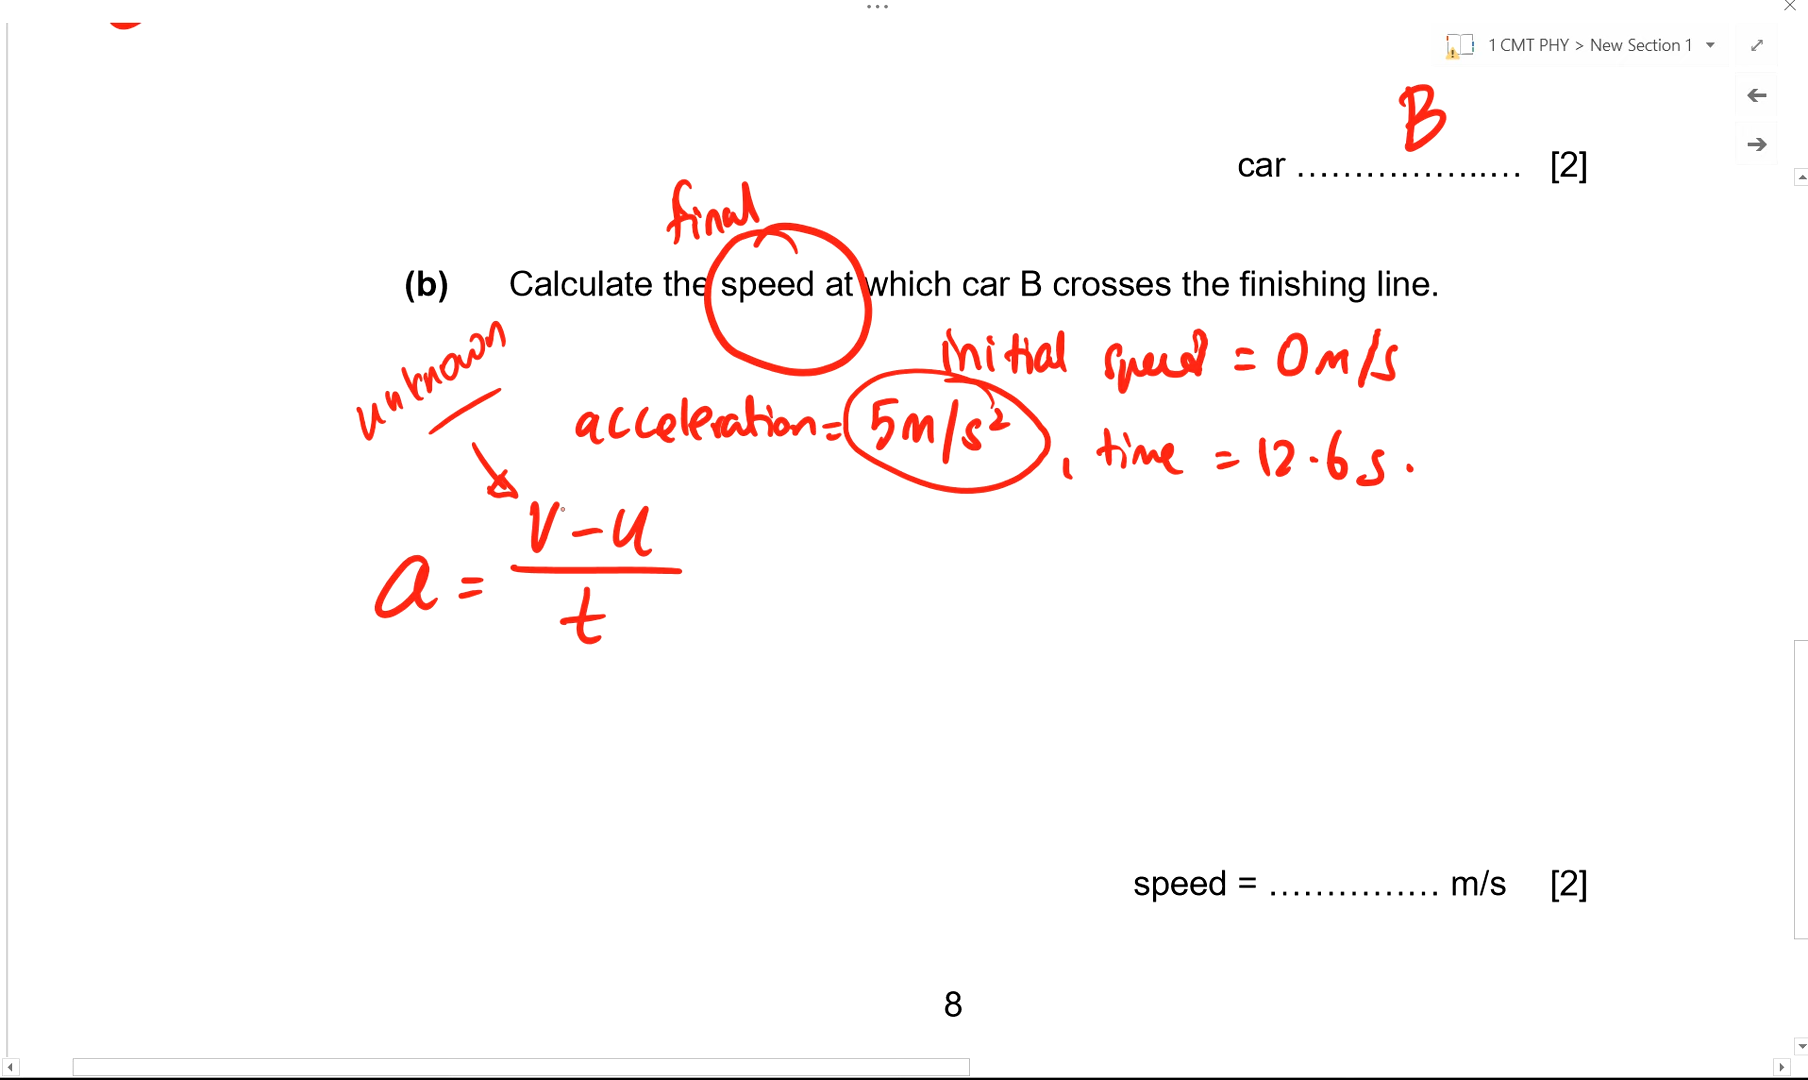 1 CMT PHY > New Section 1
B
car ...................... [2]
final
(b) Calculate the speed at which car B crosses the finishing line.
unknown
initial speed = 0 m/s
acceleration = 5 m/s², time = 12.6 s.
a = v - u
t
speed = ............... m/s [2]
8